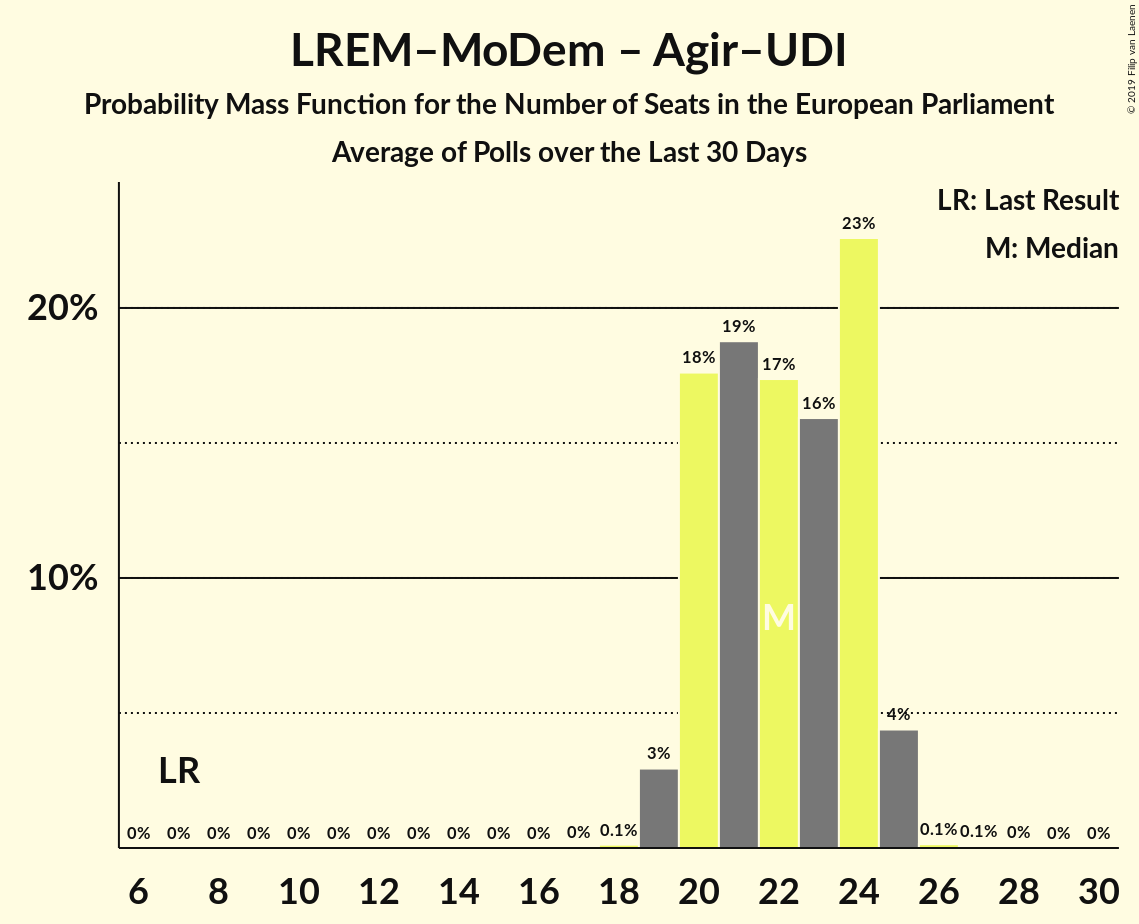 LREM–MoDem – Agir–UDI
Probability Mass Function for the Number of Seats in the European Parliament
Average of Polls over the Last 30 Days
© 2019 Filip van Laenen
LR: Last Result
M: Median
23%
20%
19%
18%
17%
16%
10%
M
4%
3%
LR
0% 0% 0% 0% 0% 0% 0% 0% 0% 0% 0% 0% 0.1% 0.1% 0.1% 0% 0% 0%
6 8 10 12 14 16 18 20 22 24 26 28 30